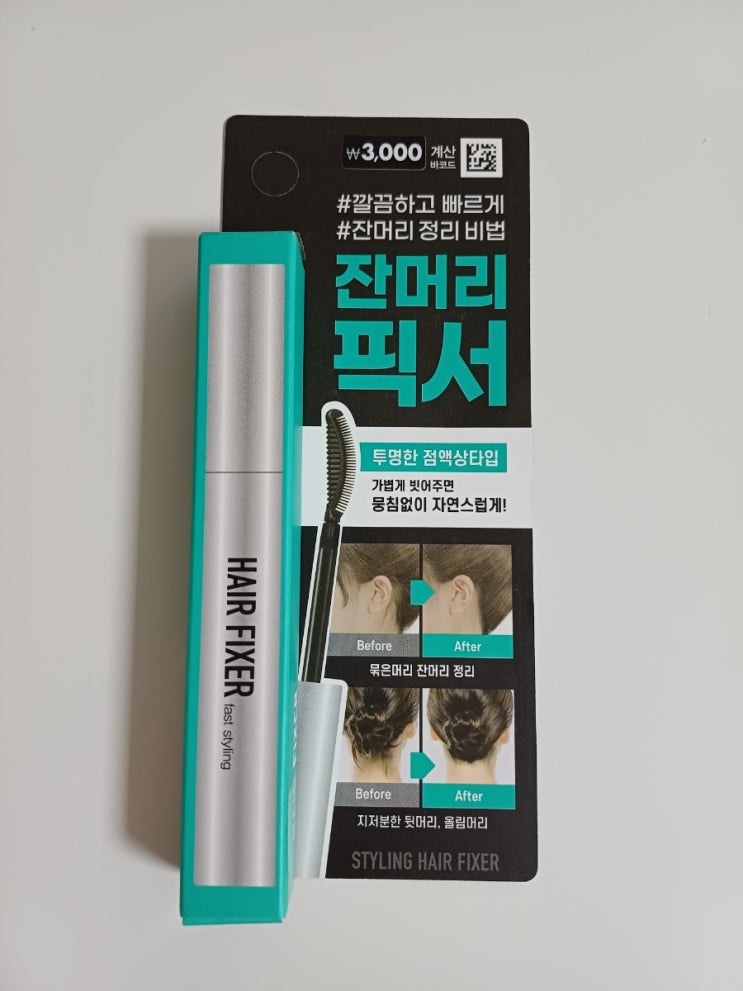 ₩3,000 계산
바코드
#깔끔하고 빠르게
#잔머리 정리 비법
잔머리
픽서
투명한 점액상타입
가볍게 빗어주면
뭉침없이 자연스럽게!
Before
After
묶은머리 잔머리 정리
Before
After
지저분한 뒷머리, 올림머리
STYLING HAIR FIXER
HAIR FIXER fast styling